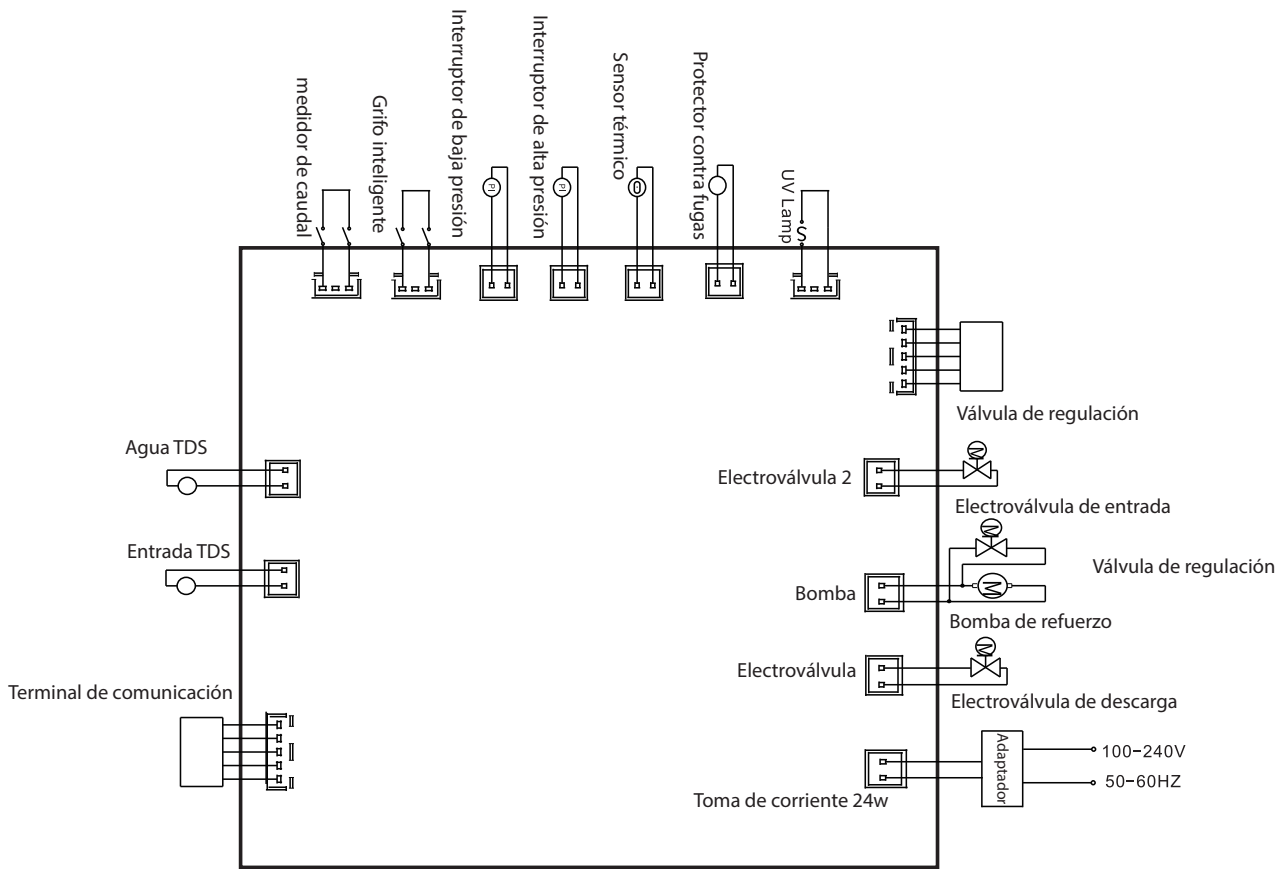 medidor de caudal
Grifo inteligente
Interruptor de baja presión
Interruptor de alta presión
Sensor térmico
Protector contra fugas
UV Lamp
PI
PI
S
Válvula de regulación
Agua TDS
Electroválvula 2
M
Electroválvula de entrada
M
Entrada TDS
Válvula de regulación
Bomba
M
Bomba de refuerzo
M
Electroválvula
Terminal de comunicación
Electroválvula de descarga
Adaptador
100-240V
50-60HZ
Toma de corriente 24w